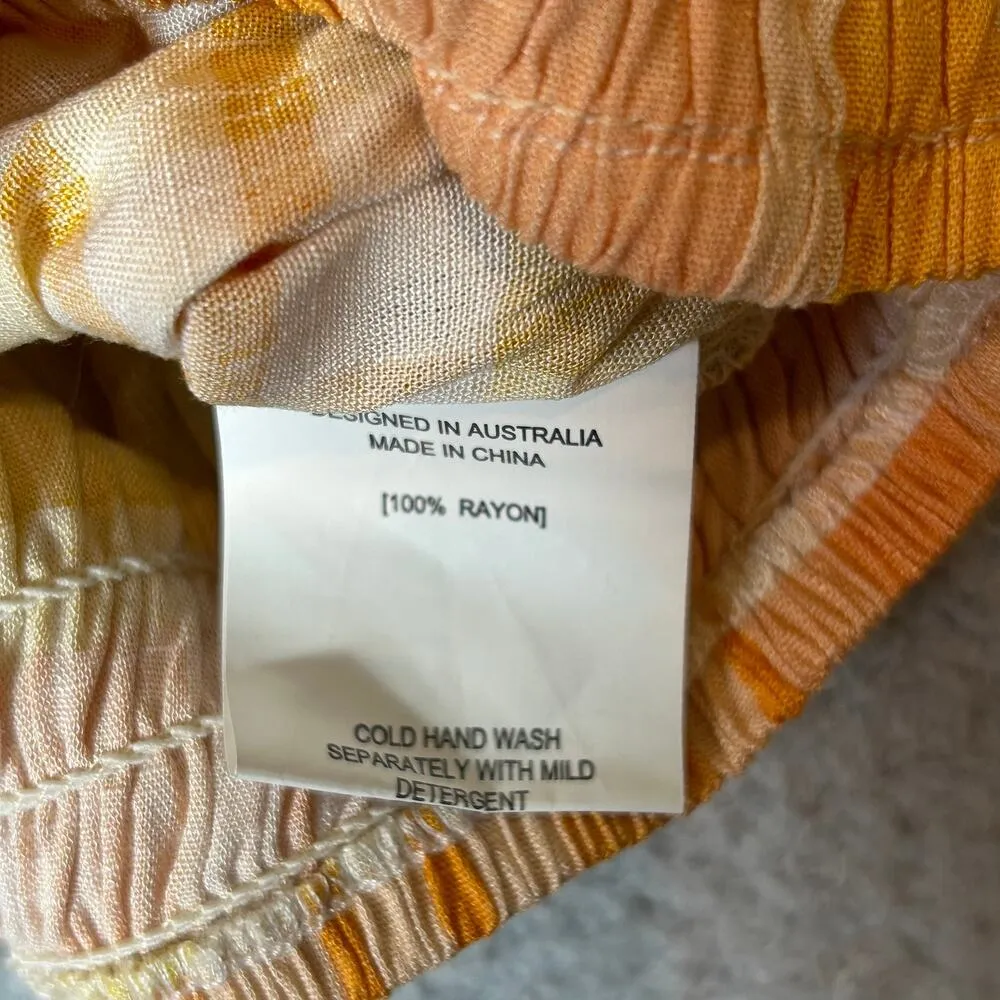 DESIGNED IN AUSTRALIA
MADE IN CHINA
[100% RAYON]
COLD HAND WASH
SEPARATELY WITH MILD
DETERGENT